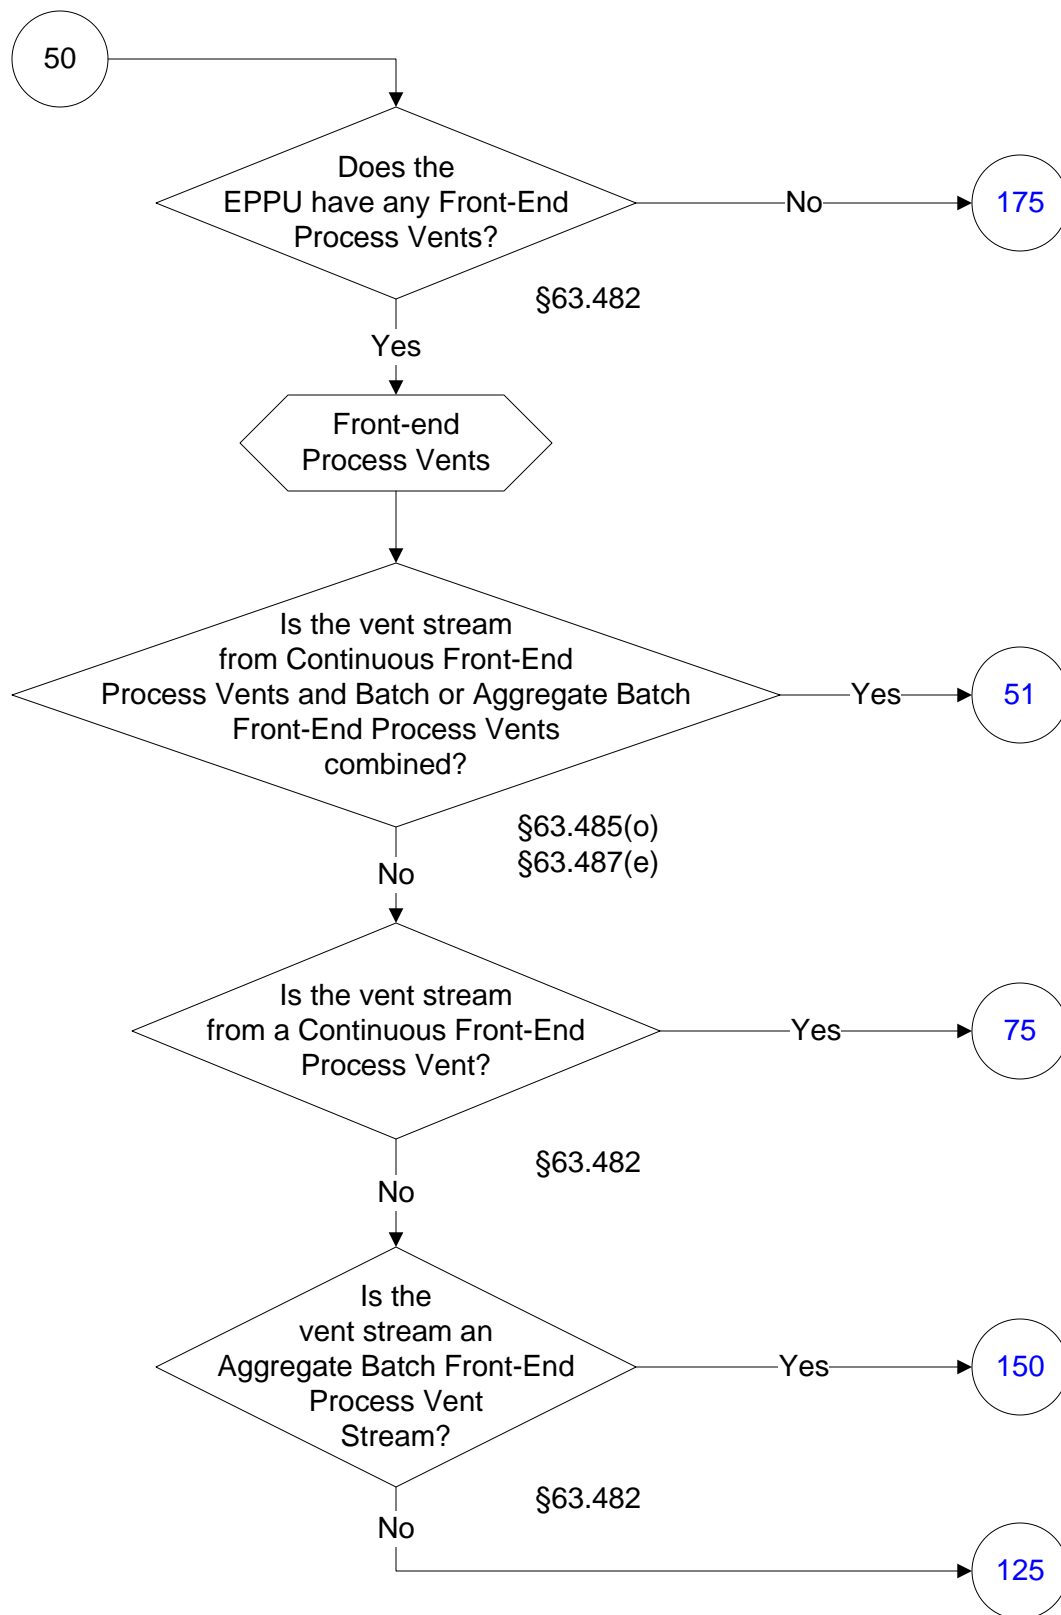 50
Does the
EPPU have any Front-End
Process Vents?
No
175
§63.482
Yes
Front-end
Process Vents
Is the vent stream
from Continuous Front-End
Process Vents and Batch or Aggregate Batch
Front-End Process Vents
combined?
Yes
51
§63.485(o)
§63.487(e)
No
Is the vent stream
from a Continuous Front-End
Process Vent?
Yes
75
§63.482
No
Is the
vent stream an
Aggregate Batch Front-End
Process Vent
Stream?
Yes
150
§63.482
No
125